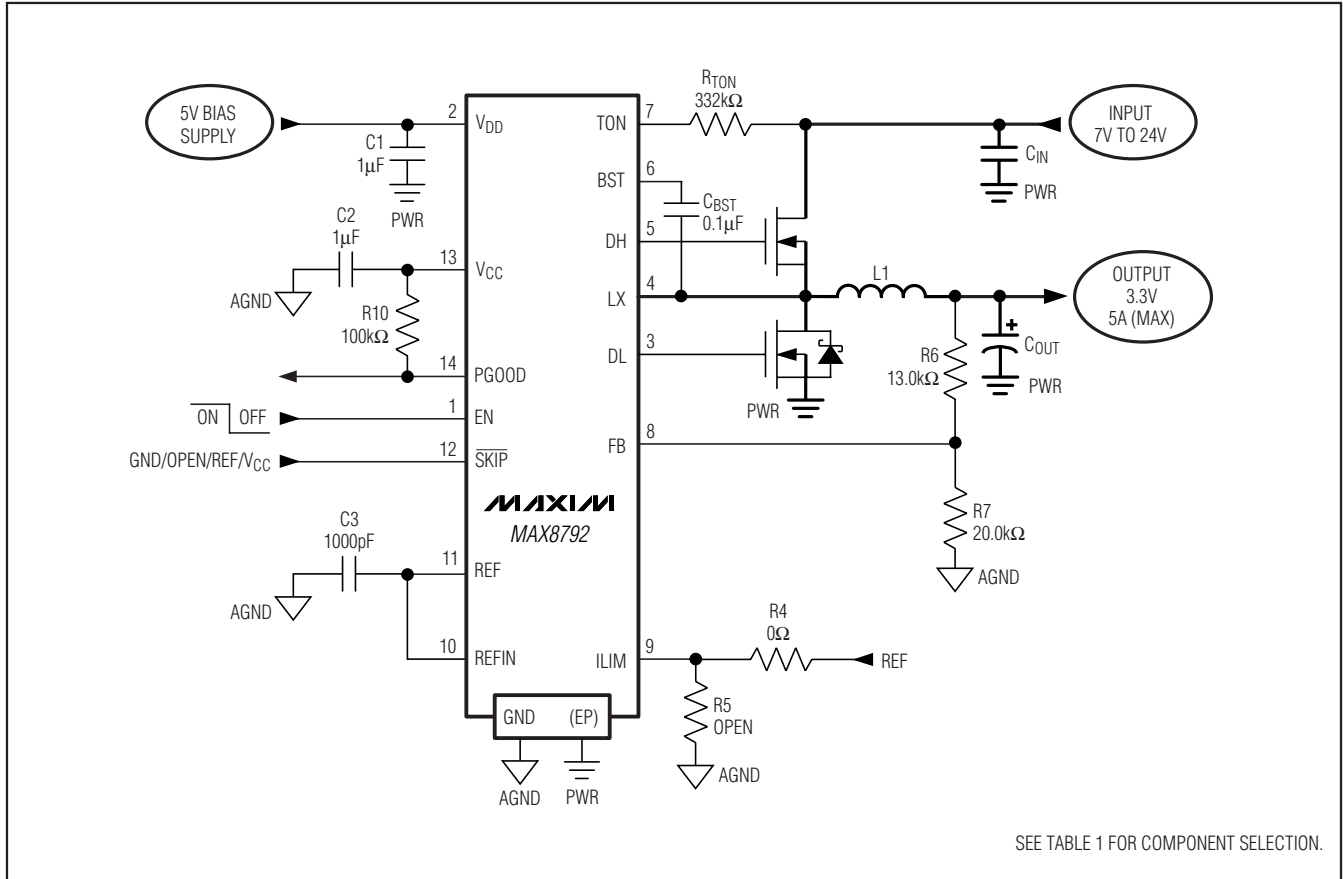 5V BIAS
SUPPLY
2
VDD
C1
1µF
PWR
C2
1µF
13
VCC
AGND
R10
100kΩ
14
PGOOD
ON OFF
1
EN
GND/OPEN/REF/VCC
12
SKIP
MAXIM
MAX8792
C3
1000pF
11
REF
AGND
10
REFIN
GND (EP)
AGND
PWR
TON
7
RTON
332kΩ
INPUT
7V TO 24V
CIN
PWR
BST
6
CBST
0.1µF
DH
5
LX
4
L1
OUTPUT
3.3V
5A (MAX)
DL
3
PWR
R6
13.0kΩ
+
COUT
PWR
FB
8
R7
20.0kΩ
AGND
ILIM
9
R4
0Ω
REF
R5
OPEN
AGND
SEE TABLE 1 FOR COMPONENT SELECTION.